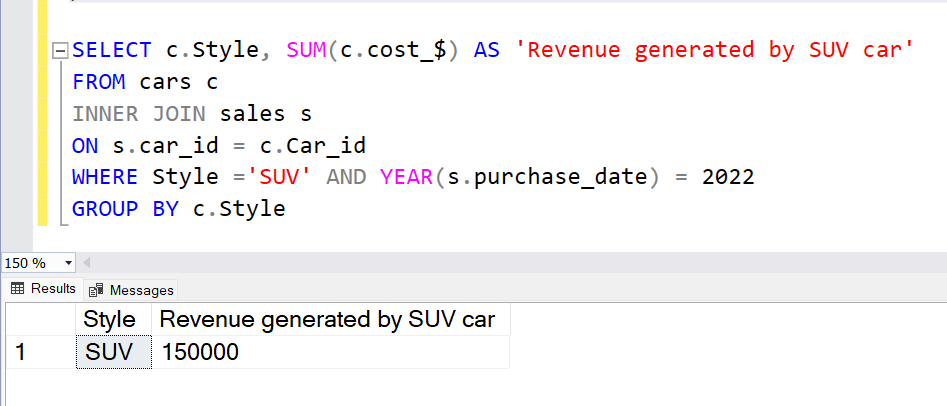 SELECT c.Style, SUM(c.cost_$) AS 'Revenue generated by SUV car'
FROM cars c
INNER JOIN sales s
ON s.car_id = c.Car_id
WHERE Style ='SUV' AND YEAR(s.purchase_date) = 2022
GROUP BY c.Style
150 %
Results Messages
Style Revenue generated by SUV car
1 SUV 150000